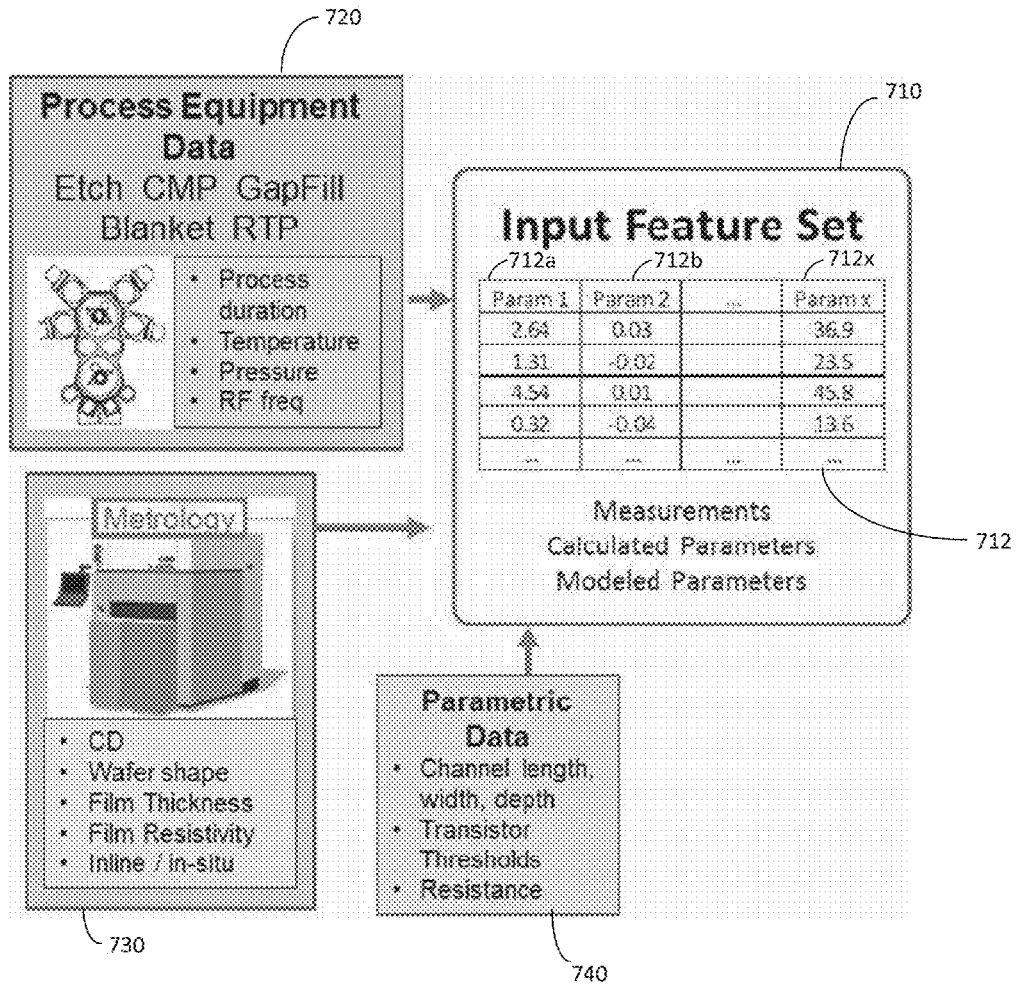 720
Process Equipment
Data
Etch CMP GapFill
Blanket RTP
• Process
duration
• Temperature
• Pressure
• RF freq
710
Input Feature Set
712a 712b 712x
Param 1 Param 2 ... Param x
2.64 0.03 36.9
1.31 -0.02 23.5
4.54 0.01 45.8
0.32 -0.04 13.6
... ... ... ...
Measurements
Calculated Parameters
Modeled Parameters
712
Metrology
• CD
• Wafer shape
• Film Thickness
• Film Resistivity
• Inline / in-situ
730
Parametric
Data
• Channel length,
width, depth
• Transistor
Thresholds
• Resistance
740